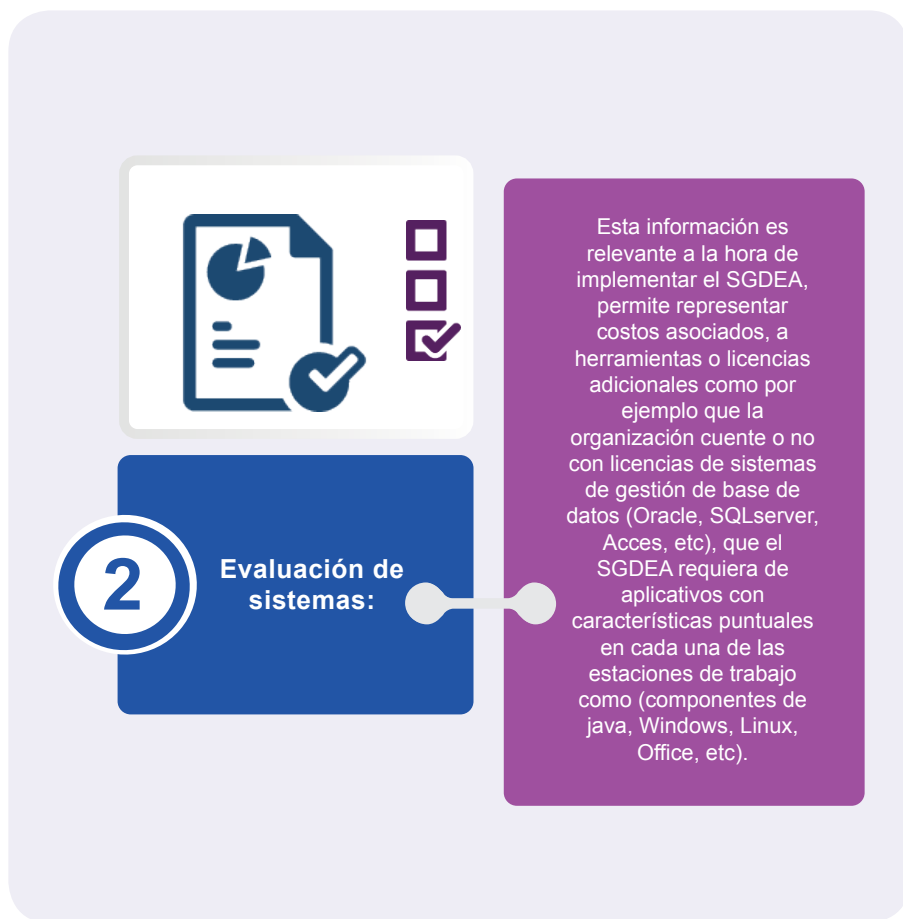 2
Evaluación de
sistemas:
Esta información es
relevante a la hora de
implementar el SGDEA,
permite representar
costos asociados, a
herramientas o licencias
adicionales como por
ejemplo que la
organización cuente o no
con licencias de sistemas
de gestión de base de
datos (Oracle, SQLserver,
Acces, etc), que el
SGDEA requiera de
aplicativos con
características puntuales
en cada una de las
estaciones de trabajo
como (componentes de
java, Windows, Linux,
Office, etc).